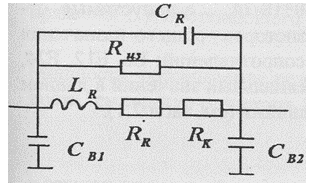 C_R
R_из
L_R
R_R
R_K
C_B1
C_B2